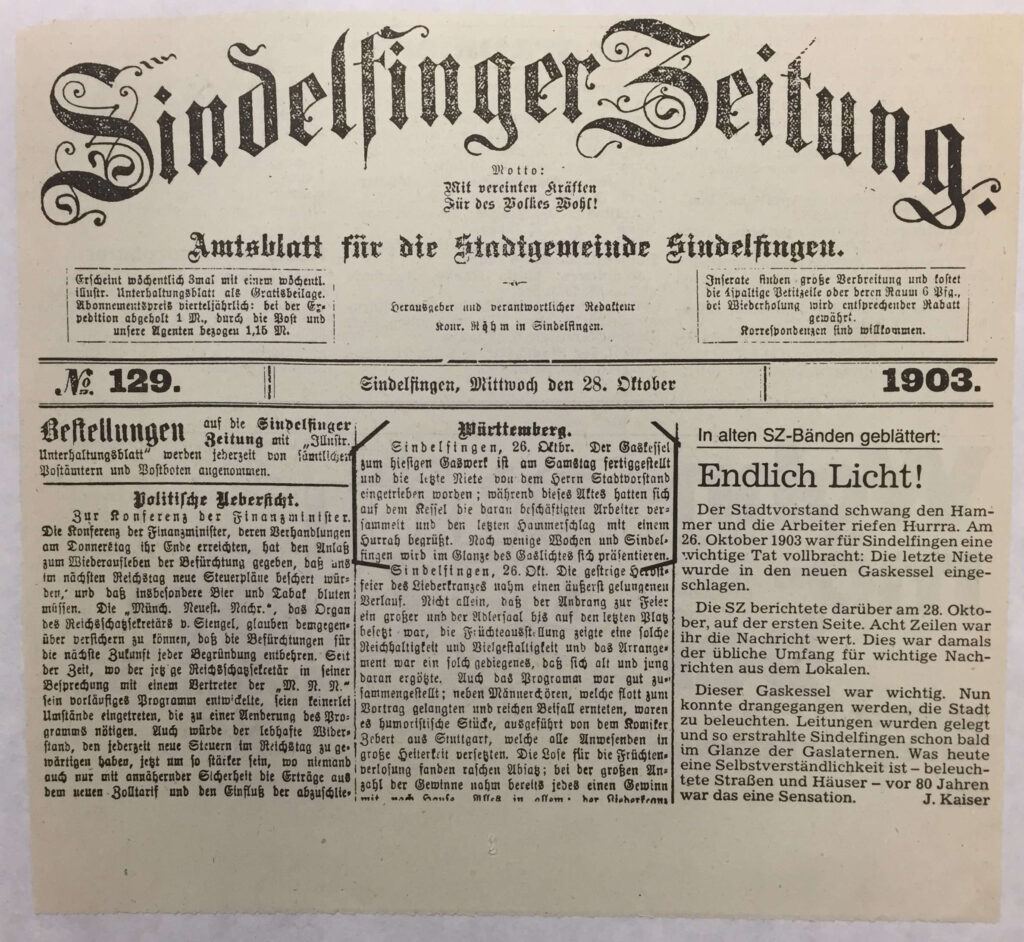 Sindelfinger Zeitung.
Motto:
Mit vereinten Kräften
Für des Volkes Wohl!
Amtsblatt für die Stadtgemeinde Sindelfingen.
Erscheint wöchentlich 3mal mit einem wöchentl.
illustr. Unterhaltungsblatt als Gratisbeilage.
Abonnementspreis vierteljährlich: bei der Ex-
pedition abgeholt 1 M., durch die Post und
unsere Agenten bezogen 1,15 M.
Herausgeber und verantwortlicher Redakteur
Konr. Röhm in Sindelfingen.
Inserate finden große Verbreitung und kostet
die 4spaltige Petitzeile oder deren Raum 6 Pfg.,
bei Wiederholung wird entsprechender Rabatt
gewährt.
Korrespondenzen sind willkommen.
No. 129.
Sindelfingen, Mittwoch den 28. Oktober
1903.
Bestellungen auf die Sindelfinger
Zeitung mit „Illustr.
Unterhaltungsblatt" werden jederzeit von sämtlichen
Postämtern und Postboten angenommen.
Politische Uebersicht.
Zur Konferenz der Finanzminister.
Die Konferenz der Finanzminister, deren Verhandlungen
am Donnerstag ihr Ende erreichten, hat den Anlaß
zum Wiederaufleben der Befürchtung gegeben, daß uns
im nächsten Reichstag neue Steuerpläne beschert wür-
den, und daß insbesondere Bier und Tabak bluten
müssen. Die „Münch. Neuest. Nachr.", das Organ
des Reichsschatzsekretärs v. Stengel, glauben demgegen-
über versichern zu können, daß die Befürchtungen für
die nächste Zukunft jeder Begründung entbehren. Seit
der Zeit, wo der jetzige Reichsschatzsekretär in seiner
Besprechung mit einem Vertreter der „M. N. N."
sein vorläufiges Programm entwickelte, seien keinerlei
Umstände eingetreten, die zu einer Aenderung des Pro-
gramms nötigen. Auch würde der lebhafte Wider-
stand, den jederzeit neue Steuern im Reichstag zu ge-
wärtigen haben, jetzt um so stärker sein, wo niemand
auch nur mit annähernder Sicherheit die Erträge aus
dem neuen Zolltarif und den Einfluß der abzuschlie-
Württemberg.
Sindelfingen, 26. Oktbr. Der Gaskessel
zum hiesigen Gaswerk ist am Samstag fertiggestellt
und die letzte Niete von dem Herrn Stadtvorstand
eingetrieben worden; während dieses Aktes hatten sich
auf dem Kessel die daran beschäftigten Arbeiter ver-
sammelt und den letzten Hammerschlag mit einem
Hurrah begrüßt. Noch wenige Wochen und Sindel-
fingen wird im Glanze des Gaslichtes sich präsentieren.
Sindelfingen, 26. Okt. Die gestrige Herbst-
feier des Liederkranzes nahm einen äußerst gelungenen
Verlauf. Nicht allein, daß der Andrang zur Feier
ein großer und der Adlersaal bis auf den letzten Platz
besetzt war, die Früchteausstellung zeigte eine solche
Reichhaltigkeit und Vielgestaltigkeit und das Arrange-
ment war ein solch gediegenes, daß sich alt und jung
daran ergötzte. Auch das Programm war gut zu-
sammengestellt; neben Männerchören, welche flott zum
Vortrag gelangten und reichen Beifall ernteten, waren
es humoristische Stücke, ausgeführt von dem Komiker
Zebert aus Stuttgart, welche alle Anwesenden in
große Heiterkeit versetzten. Die Lose für die Früchten-
verlosung fanden raschen Absatz; bei der großen An-
zahl der Gewinne nahm bereits jedes einen Gewinn
mit nach Hause. Alles in allem: der Liederkranz
In alten SZ-Bänden geblättert:
Endlich Licht!
Der Stadtvorstand schwang den Ham-
mer und die Arbeiter riefen Hurrra. Am
26. Oktober 1903 war für Sindelfingen eine
wichtige Tat vollbracht: Die letzte Niete
wurde in den neuen Gaskessel einge-
schlagen.
Die SZ berichtete darüber am 28. Okto-
ber, auf der ersten Seite. Acht Zeilen war
ihr die Nachricht wert. Dies war damals
der übliche Umfang für wichtige Nach-
richten aus dem Lokalen.
Dieser Gaskessel war wichtig. Nun
konnte drangegangen werden, die Stadt
zu beleuchten. Leitungen wurden gelegt
und so erstrahlte Sindelfingen schon bald
im Glanze der Gaslaternen. Was heute
eine Selbstverständlichkeit ist – beleuch-
tete Straßen und Häuser – vor 80 Jahren
war das eine Sensation. J. Kaiser